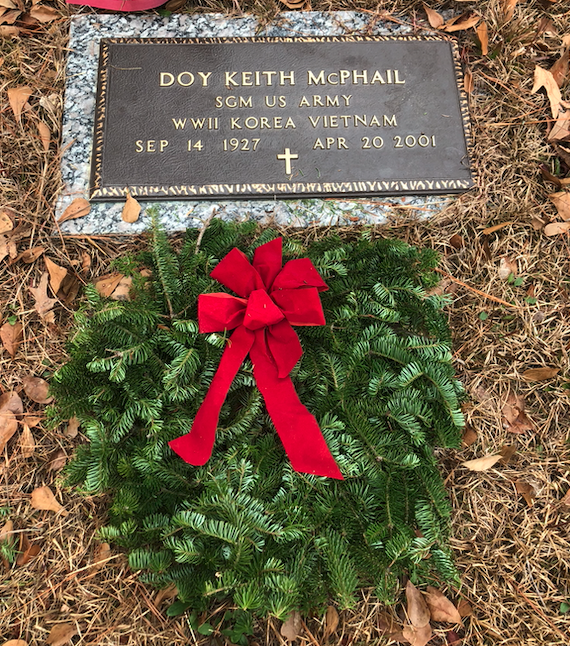 DOY KEITH McPHAIL
SGM US ARMY
WWII KOREA VIETNAM
SEP 14 1927 APR 20 2001